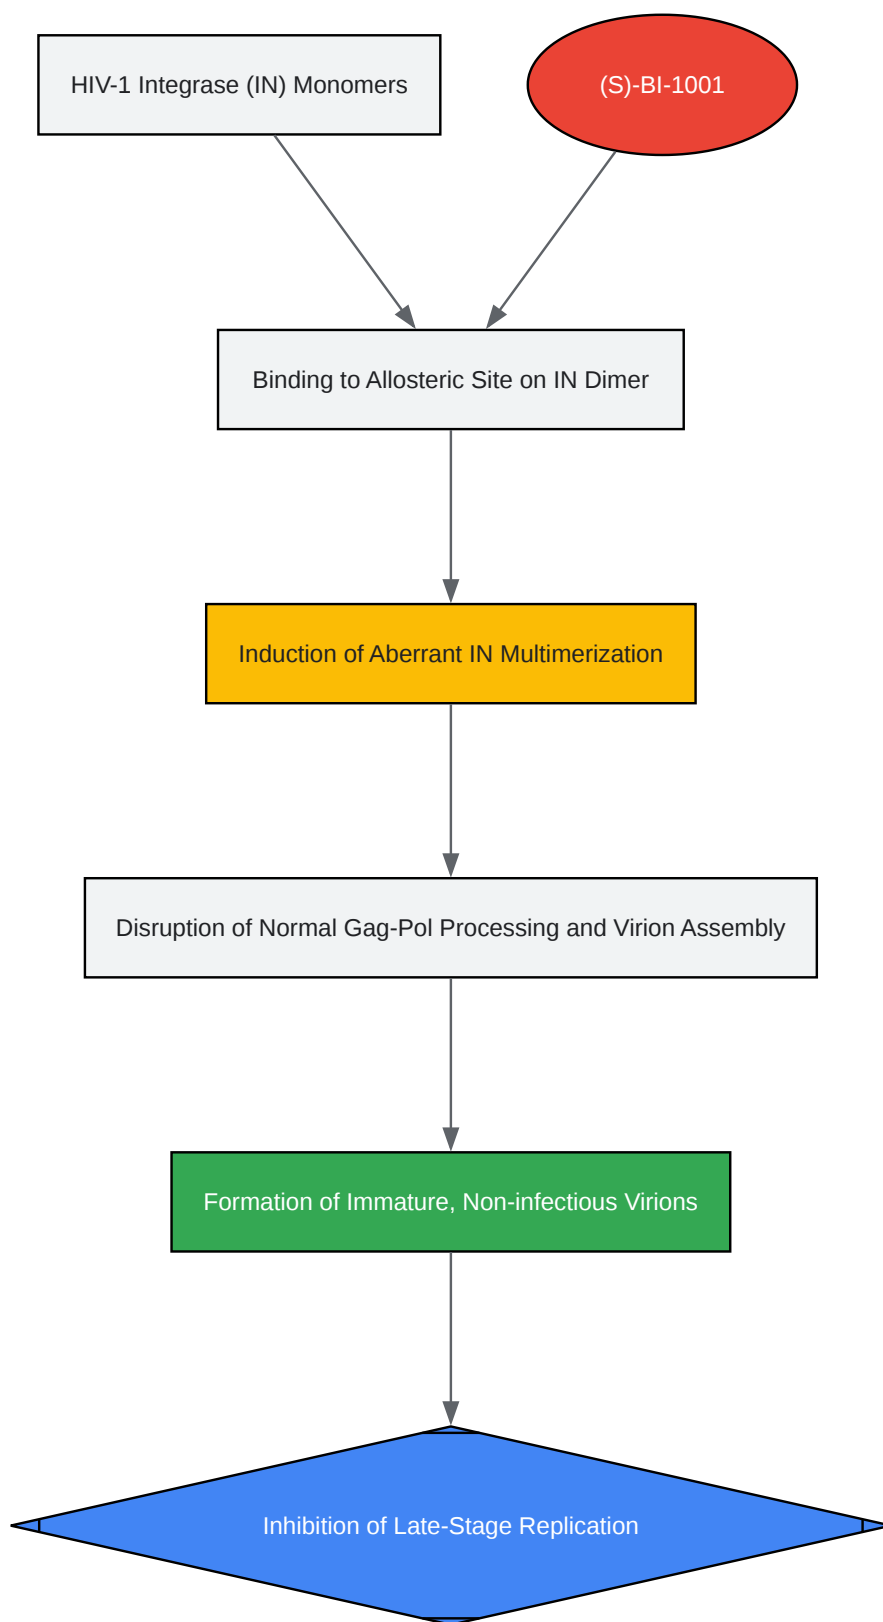 HIV-1 Integrase (IN) Monomers
(S)-BI-1001
Binding to Allosteric Site on IN Dimer
Induction of Aberrant IN Multimerization
Disruption of Normal Gag-Pol Processing and Virion Assembly
Formation of Immature, Non-infectious Virions
Inhibition of Late-Stage Replication